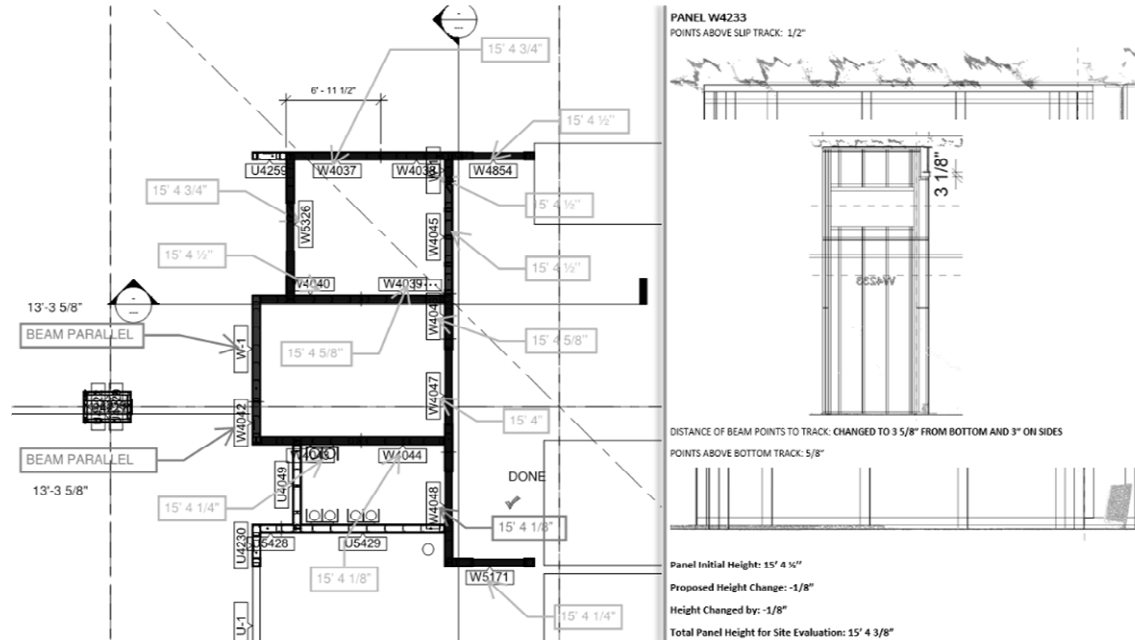 15' 4 3/4"
6' - 11 1/2"
15' 4 ½"
U4259
W4037
W4854
15' 4 3/4"
15' 4 ½"
W5326
W4045
15' 4 ½"
15' 4 ½"
W4040
W4039
13'-3 5/8"
BEAM PARALLEL
W-1
15' 4 5/8"
15' 4 5/8"
W4047
W4042
15' 4"
BEAM PARALLEL
W4044
13'-3 5/8"
U4049
DONE
15' 4 1/4"
W4048
15' 4 1/8"
U4230
U5428
U5429
15' 4 1/8"
W5171
15' 4 1/4"
U-1
PANEL W4233
POINTS ABOVE SLIP TRACK: 1/2"
3 1/8"
W4233
DISTANCE OF BEAM POINTS TO TRACK: CHANGED TO 3 5/8" FROM BOTTOM AND 3" ON SIDES
POINTS ABOVE BOTTOM TRACK: 5/8"
Panel Initial Height: 15' 4 ½"
Proposed Height Change: -1/8"
Height Changed by: -1/8"
Total Panel Height for Site Evaluation: 15' 4 3/8"